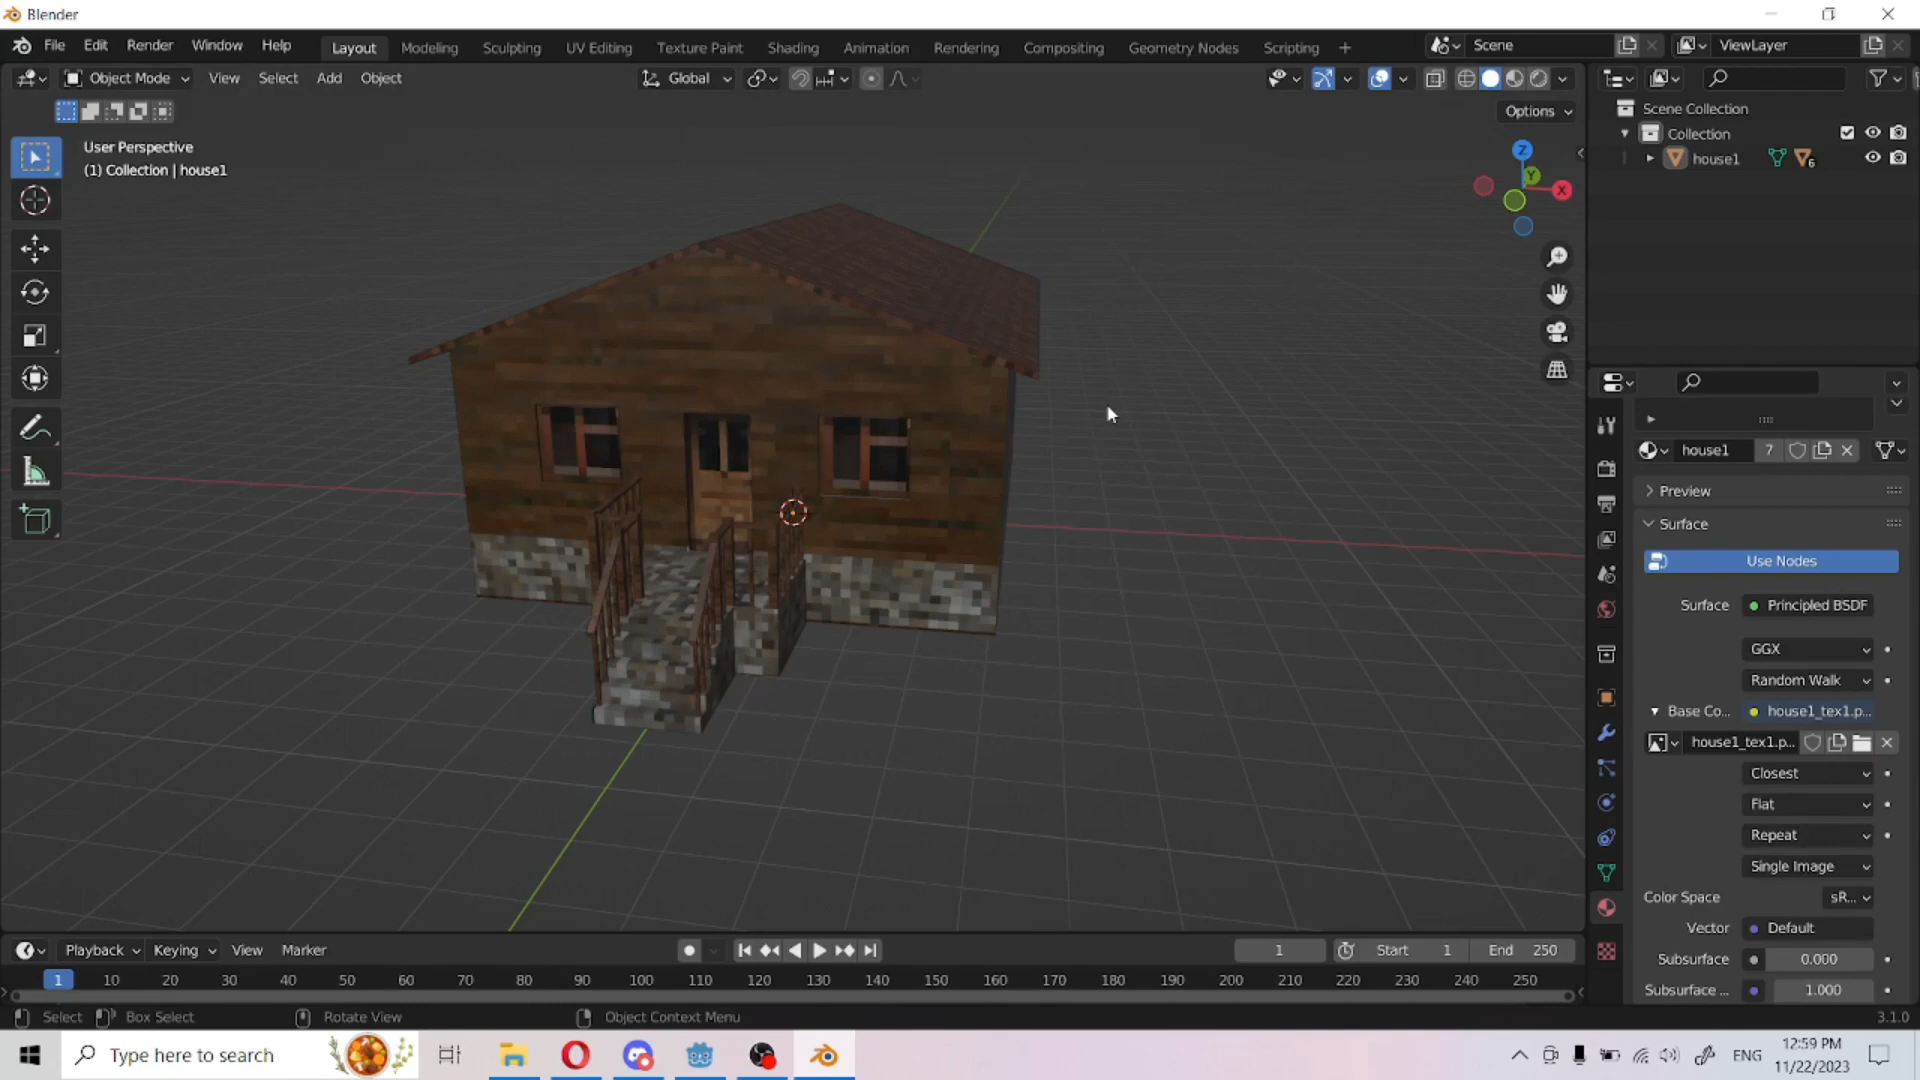 Blender
File Edit Render Window Help Layout Modeling Sculpting UV Editing Texture Paint Shading Animation Rendering Compositing Geometry Nodes Scripting + Scene ViewLayer
Object Mode View Select Add Object Global
Options
User Perspective
(1) Collection | house1
Z
Y
X
Scene Collection
Collection
house1 6
house1 7
Preview
Surface
Use Nodes
Surface Principled BSDF
GGX
Random Walk
Base Co... house1_tex1.p...
house1_tex1.p...
Closest
Flat
Repeat
Single Image
Color Space sR...
Vector Default
Subsurface 0.000
Subsurface ... 1.000
Playback Keying View Marker 1 Start 1 End 250
1 10 20 30 40 50 60 70 80 90 100 110 120 130 140 150 160 170 180 190 200 210 220 230 240 250
Select Box Select Rotate View Object Context Menu 3.1.0
Type here to search ENG 12:59 PM
11/22/2023